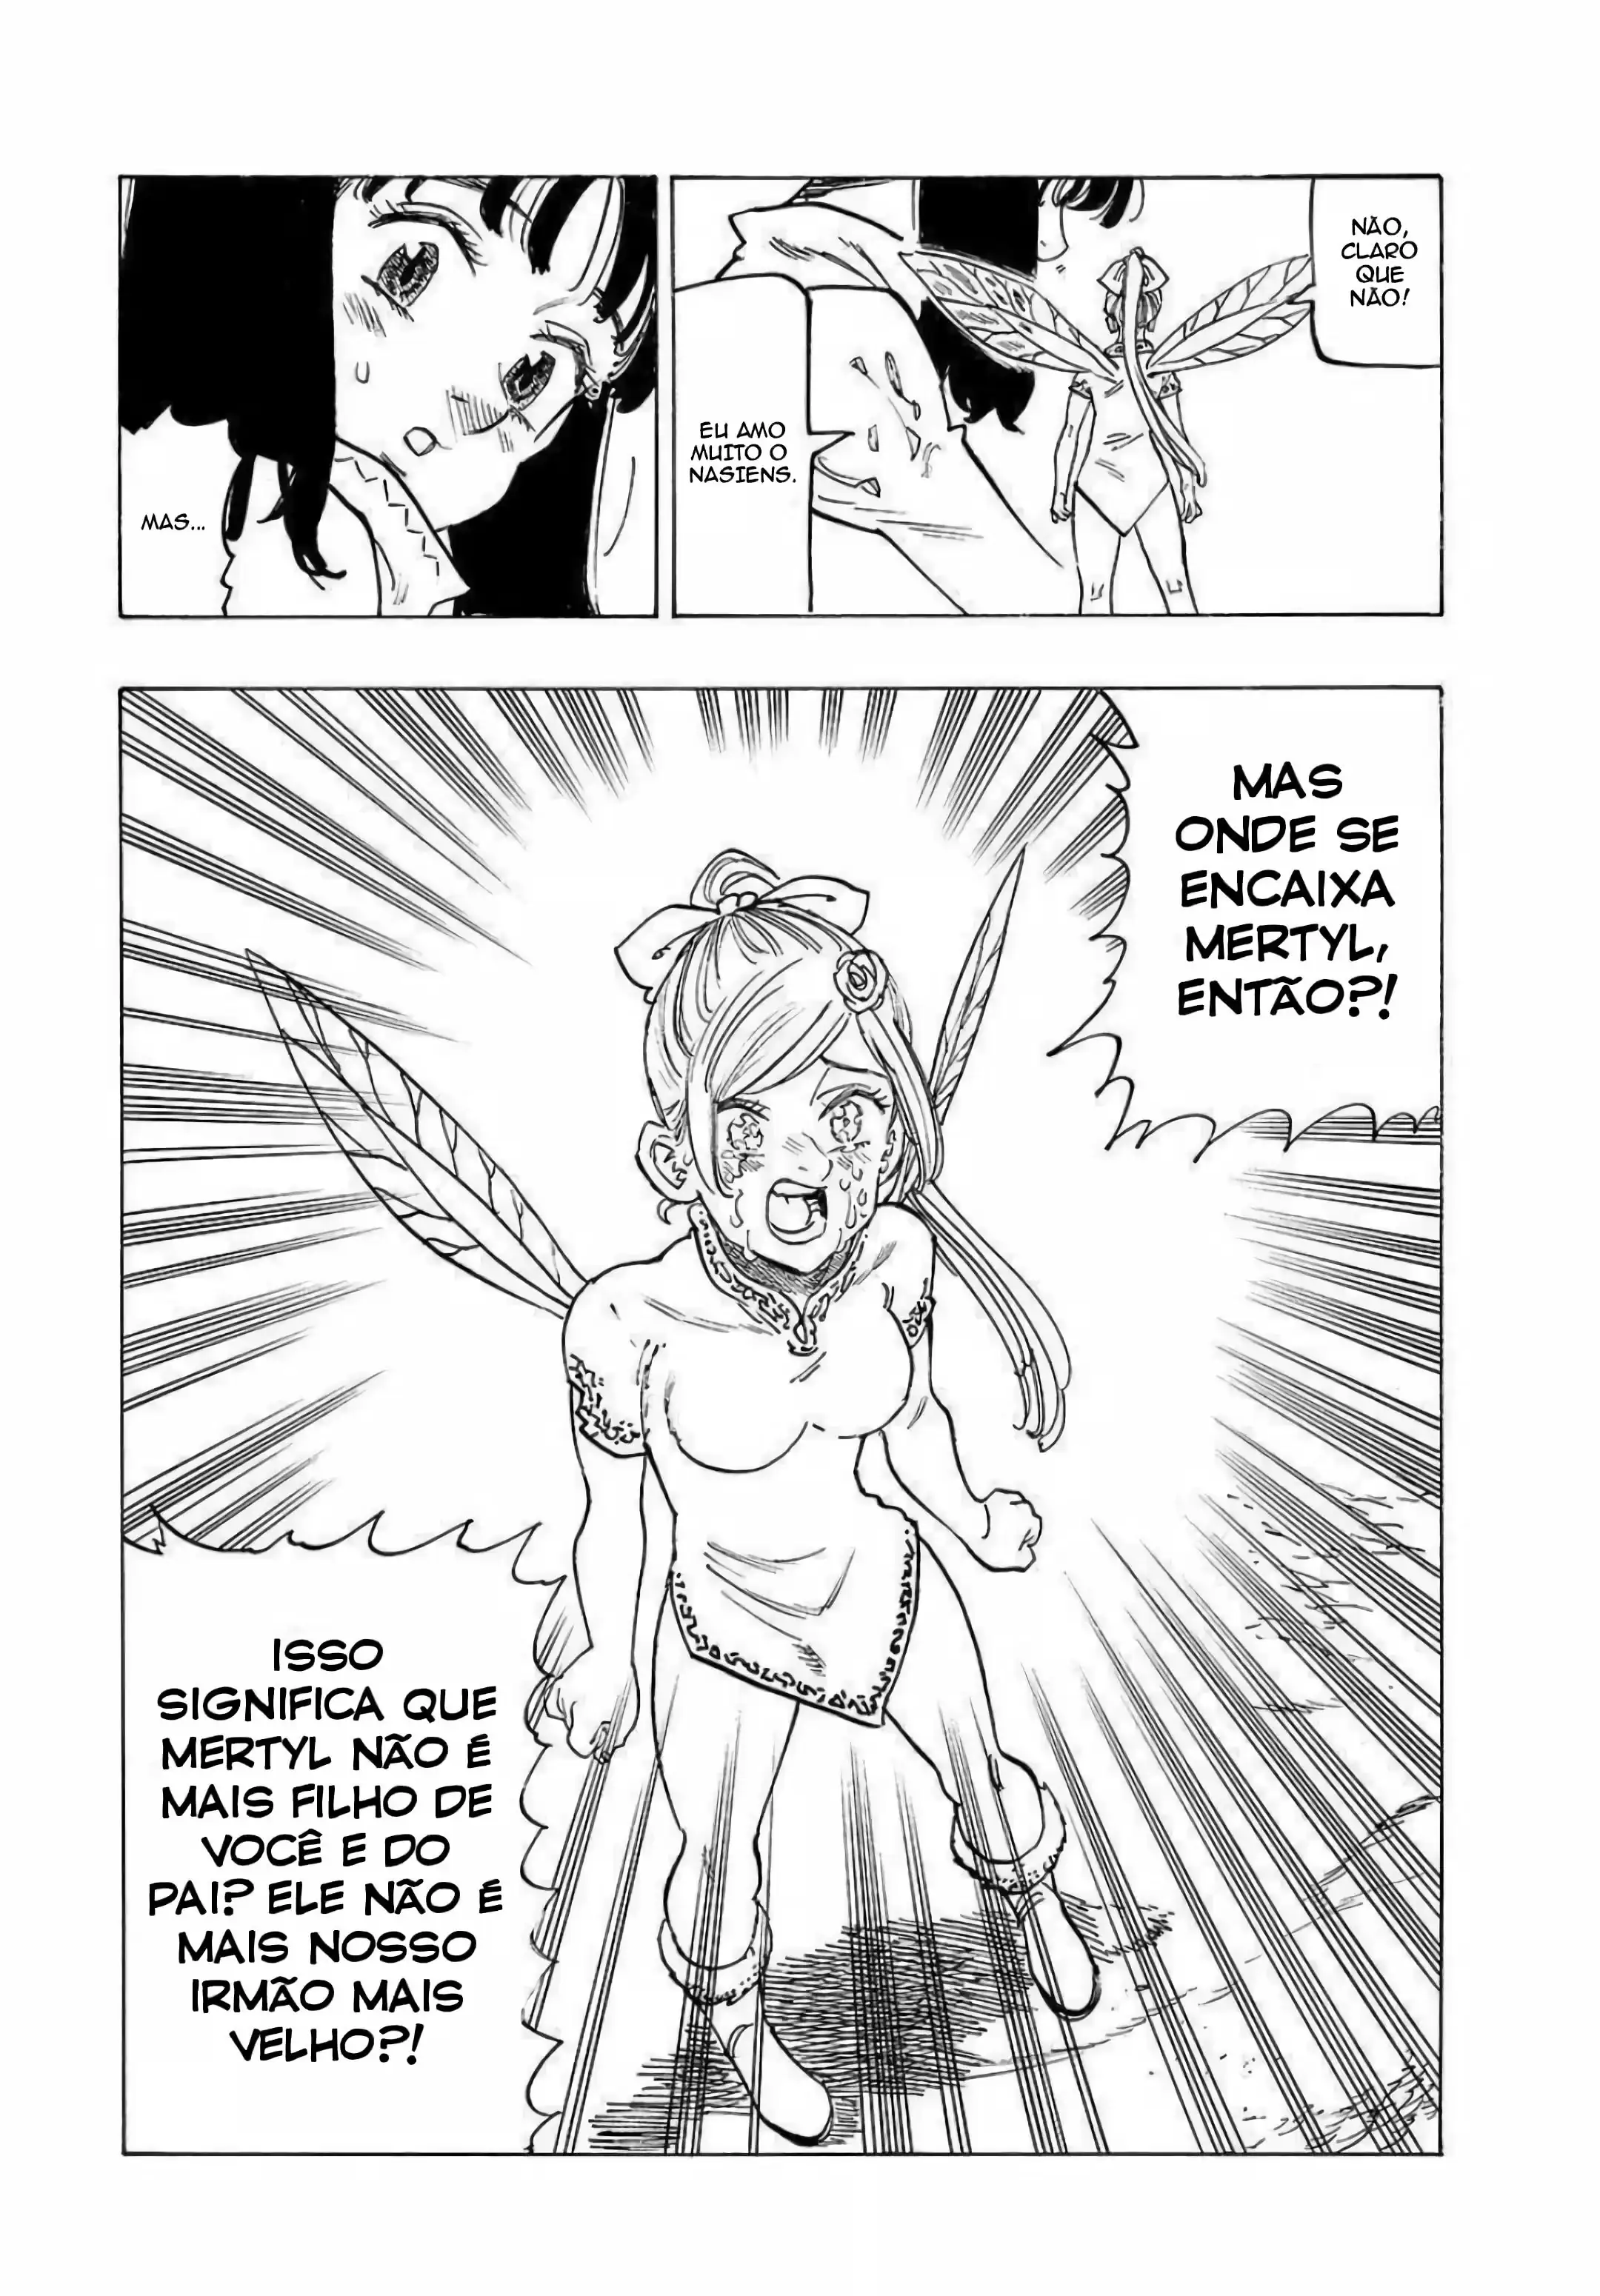 NÃO,
CLARO
QUE
NÃO!
EU AMO
MUITO O
NASIENS.
MAS...
MAS
ONDE SE
ENCAIXA
MERTYL,
ENTÃO?!
ISSO
SIGNIFICA QUE
MERTYL NÃO É
MAIS FILHO DE
VOCÊ E DO
PAI? ELE NÃO É
MAIS NOSSO
IRMÃO MAIS
VELHO?!